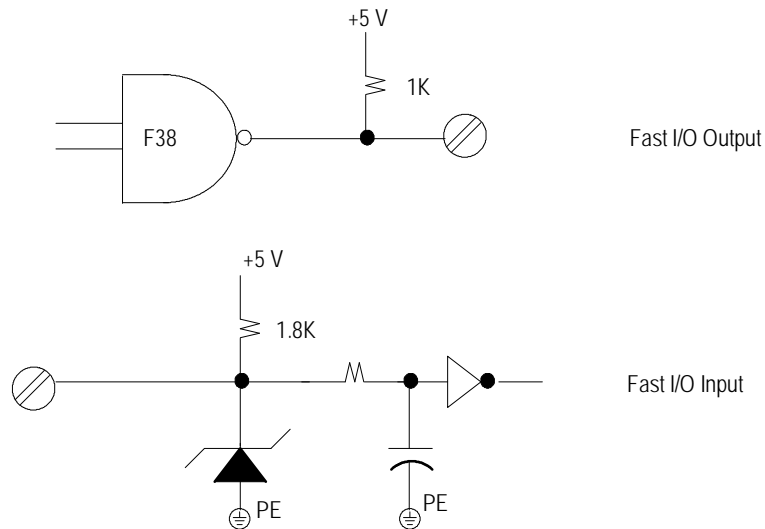 +5 V
1K
F38
Fast I/O Output
+5 V
1.8K
Fast I/O Input
PE
PE